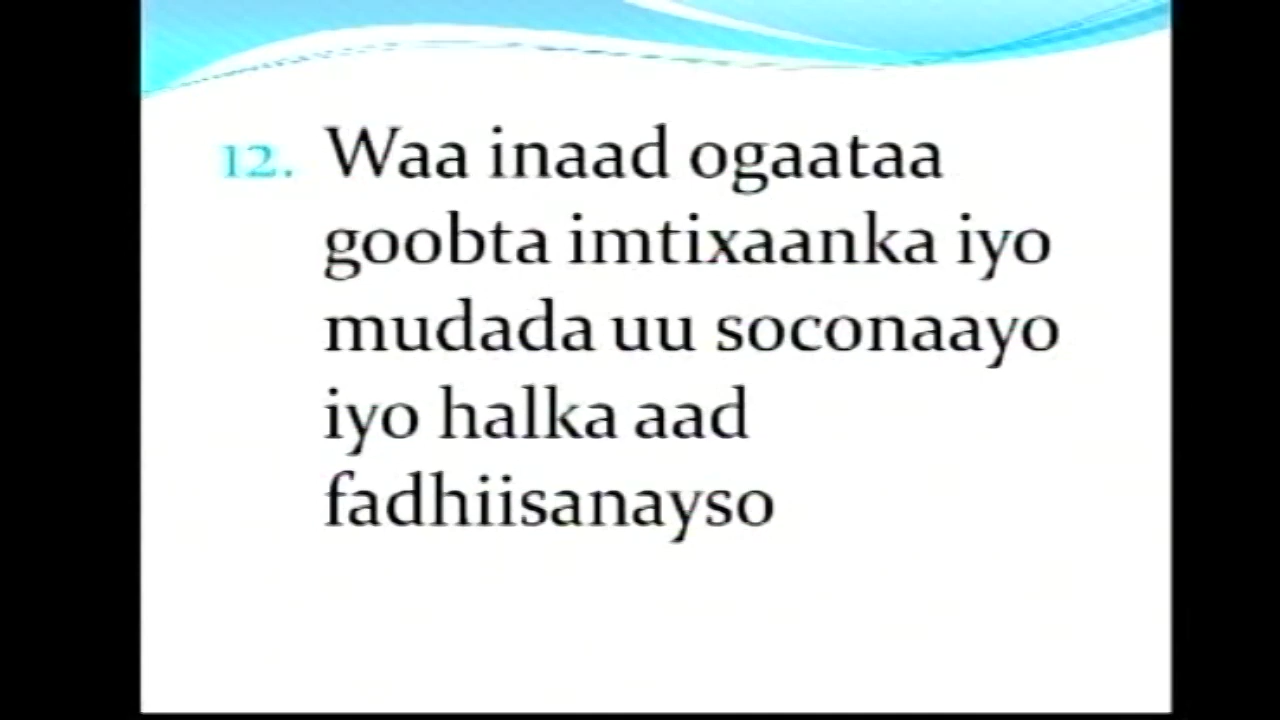 12. Waa inaad ogaataa
goobta imtixaanka iyo
mudada uu soconaayo
iyo halka aad
fadhiisanayso